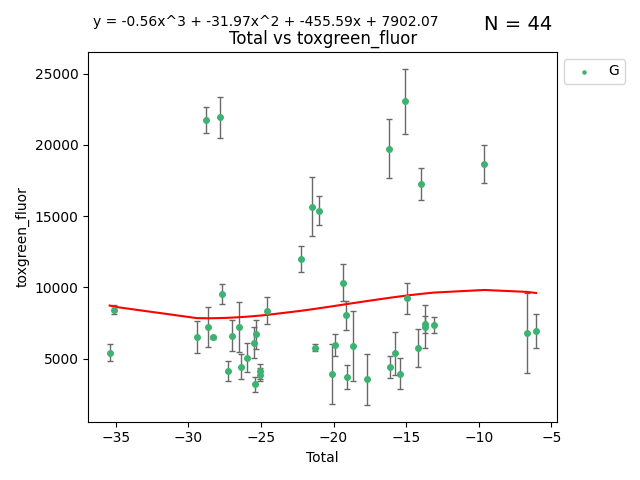 y = -0.56x^3 + -31.97x^2 + -455.59x + 7902.07
N = 44
Total vs toxgreen_fluor
G
25000
20000
15000
10000
5000
toxgreen_fluor
−35 −30 −25 −20 −15 −10 −5
Total